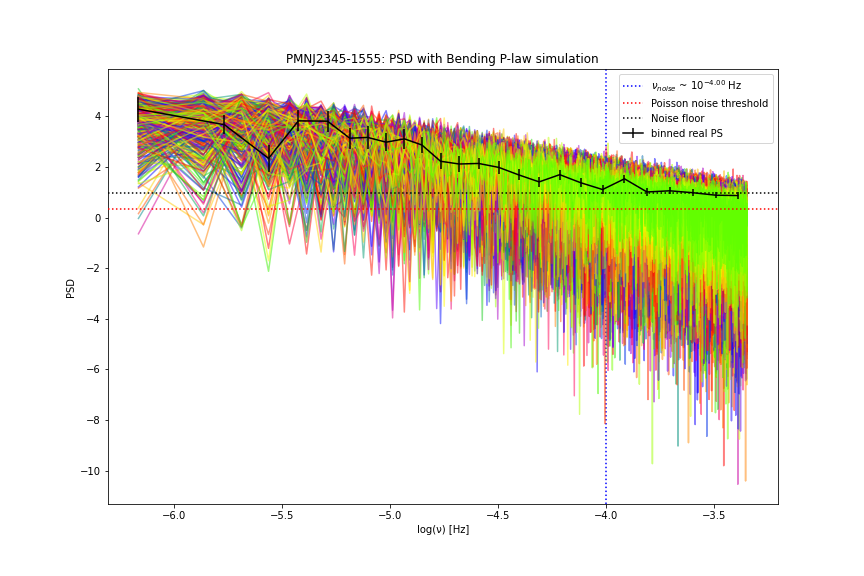 PMNJ2345-1555: PSD with Bending P-law simulation
ν_noise ~ 10^−4.00 Hz
Poisson noise threshold
Noise floor
binned real PS
4
2
0
−2
−4
−6
−8
−10
PSD
−6.0 −5.5 −5.0 −4.5 −4.0 −3.5
log(ν) [Hz]